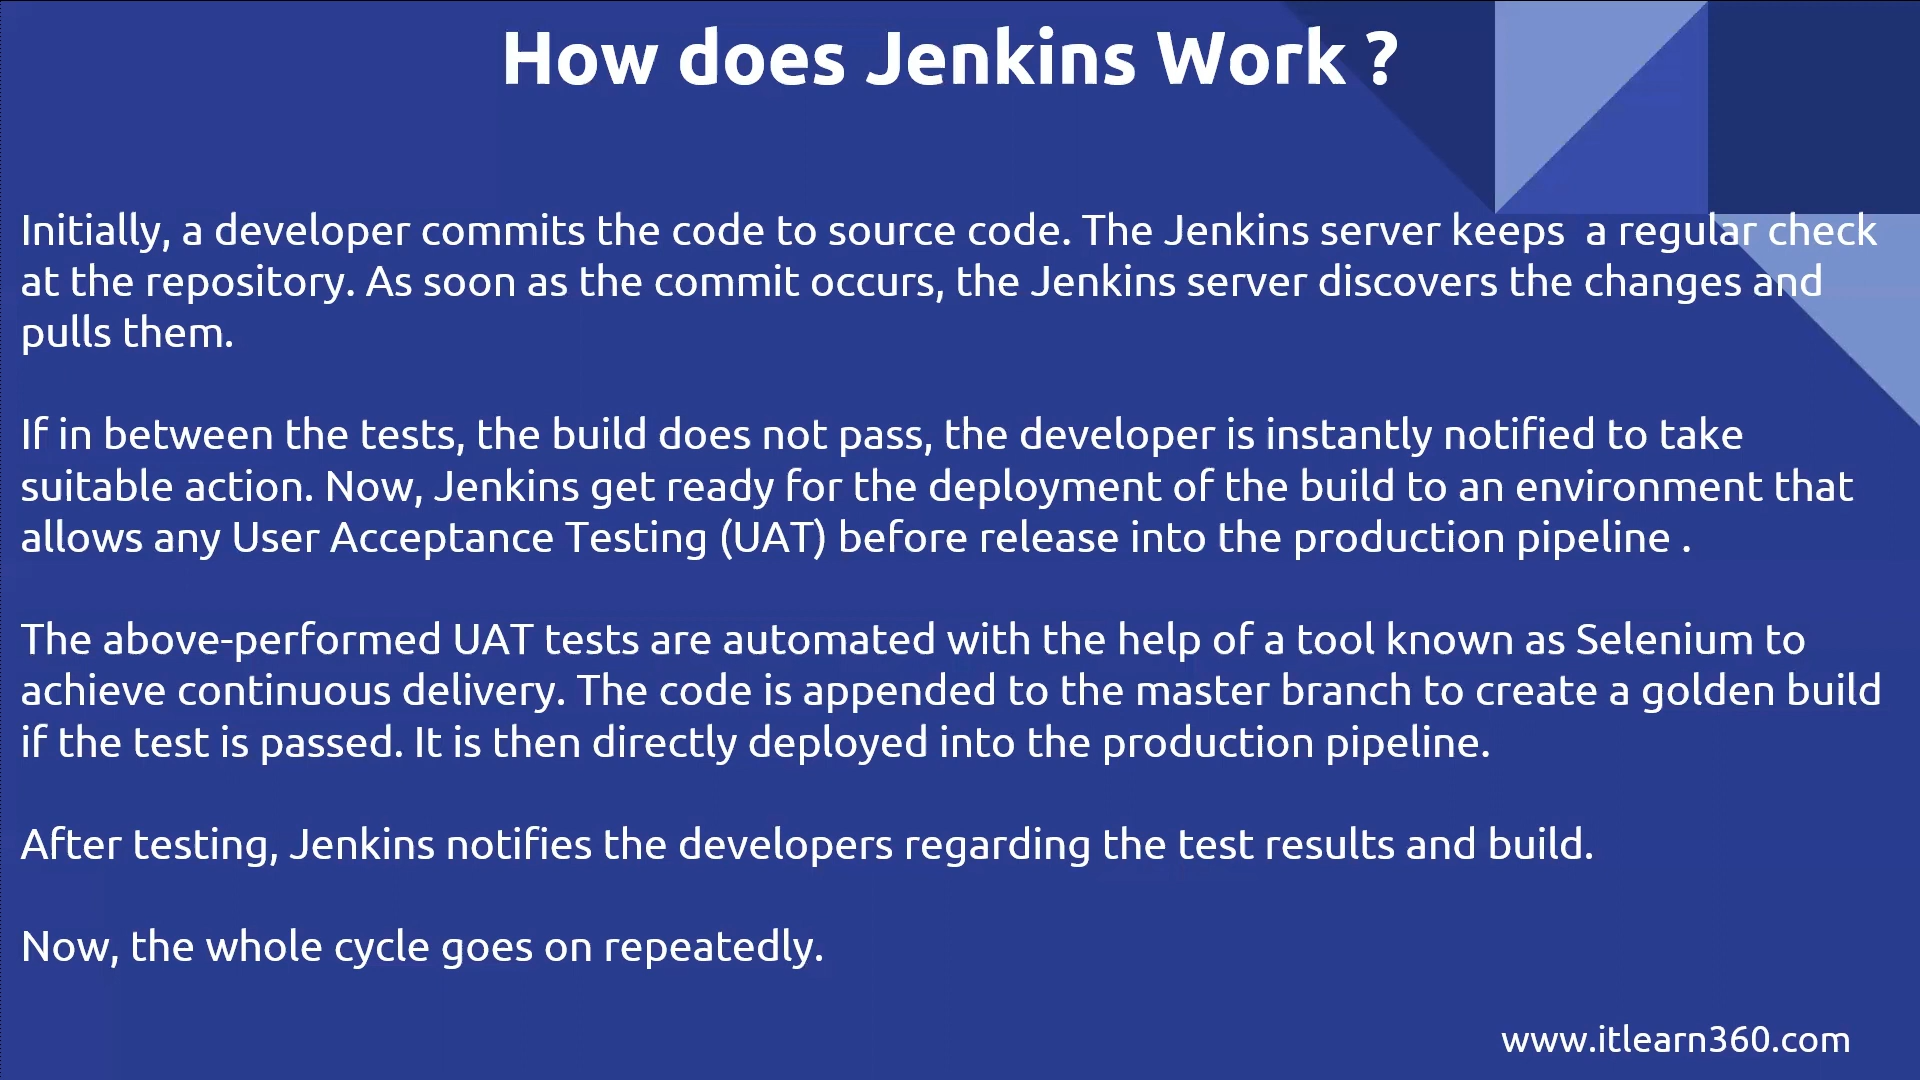 How does Jenkins Work ?
Initially, a developer commits the code to source code. The Jenkins server keeps  a regular check
at the repository. As soon as the commit occurs, the Jenkins server discovers the changes and
pulls them.
If in between the tests, the build does not pass, the developer is instantly notified to take
suitable action. Now, Jenkins get ready for the deployment of the build to an environment that
allows any User Acceptance Testing (UAT) before release into the production pipeline .
The above-performed UAT tests are automated with the help of a tool known as Selenium to
achieve continuous delivery. The code is appended to the master branch to create a golden build
if the test is passed. It is then directly deployed into the production pipeline.
After testing, Jenkins notifies the developers regarding the test results and build.
Now, the whole cycle goes on repeatedly.
www.itlearn360.com